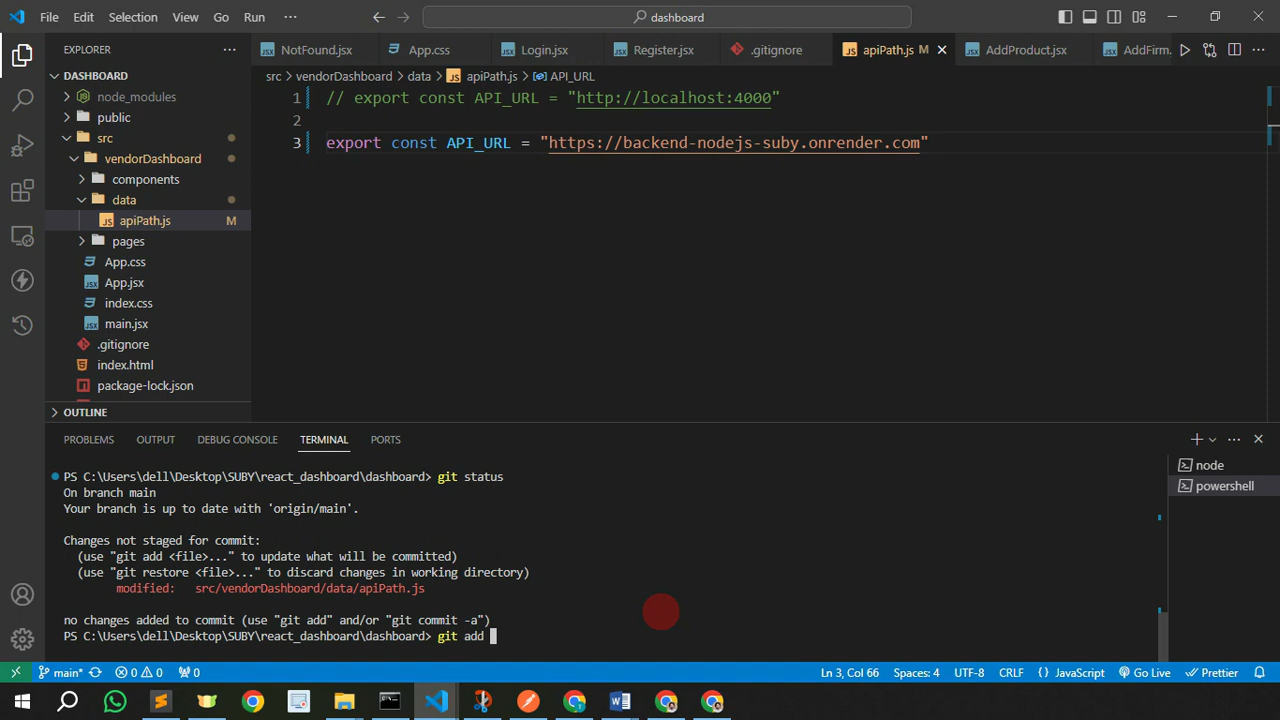 File Edit Selection View Go Run ··· dashboard
EXPLORER ···
NotFound.jsx App.css Login.jsx Register.jsx .gitignore apiPath.js M AddProduct.jsx AddFirm. ···
DASHBOARD
node_modules
public
src
vendorDashboard
components
data
apiPath.js M
pages
App.css
App.jsx
index.css
main.jsx
.gitignore
index.html
package-lock.json
OUTLINE
src > vendorDashboard > data > apiPath.js > API_URL
1 // export const API_URL = "http://localhost:4000"
2
3 export const API_URL = "https://backend-nodejs-suby.onrender.com"
PROBLEMS OUTPUT DEBUG CONSOLE TERMINAL PORTS
PS C:\Users\dell\Desktop\SUBY\react_dashboard\dashboard> git status
On branch main
Your branch is up to date with 'origin/main'.
Changes not staged for commit:
(use "git add <file>..." to update what will be committed)
(use "git restore <file>..." to discard changes in working directory)
modified: src/vendorDashboard/data/apiPath.js
no changes added to commit (use "git add" and/or "git commit -a")
PS C:\Users\dell\Desktop\SUBY\react_dashboard\dashboard> git add
node
powershell
main* 0 0 0 Ln 3, Col 66 Spaces: 4 UTF-8 CRLF { } JavaScript Go Live Prettier